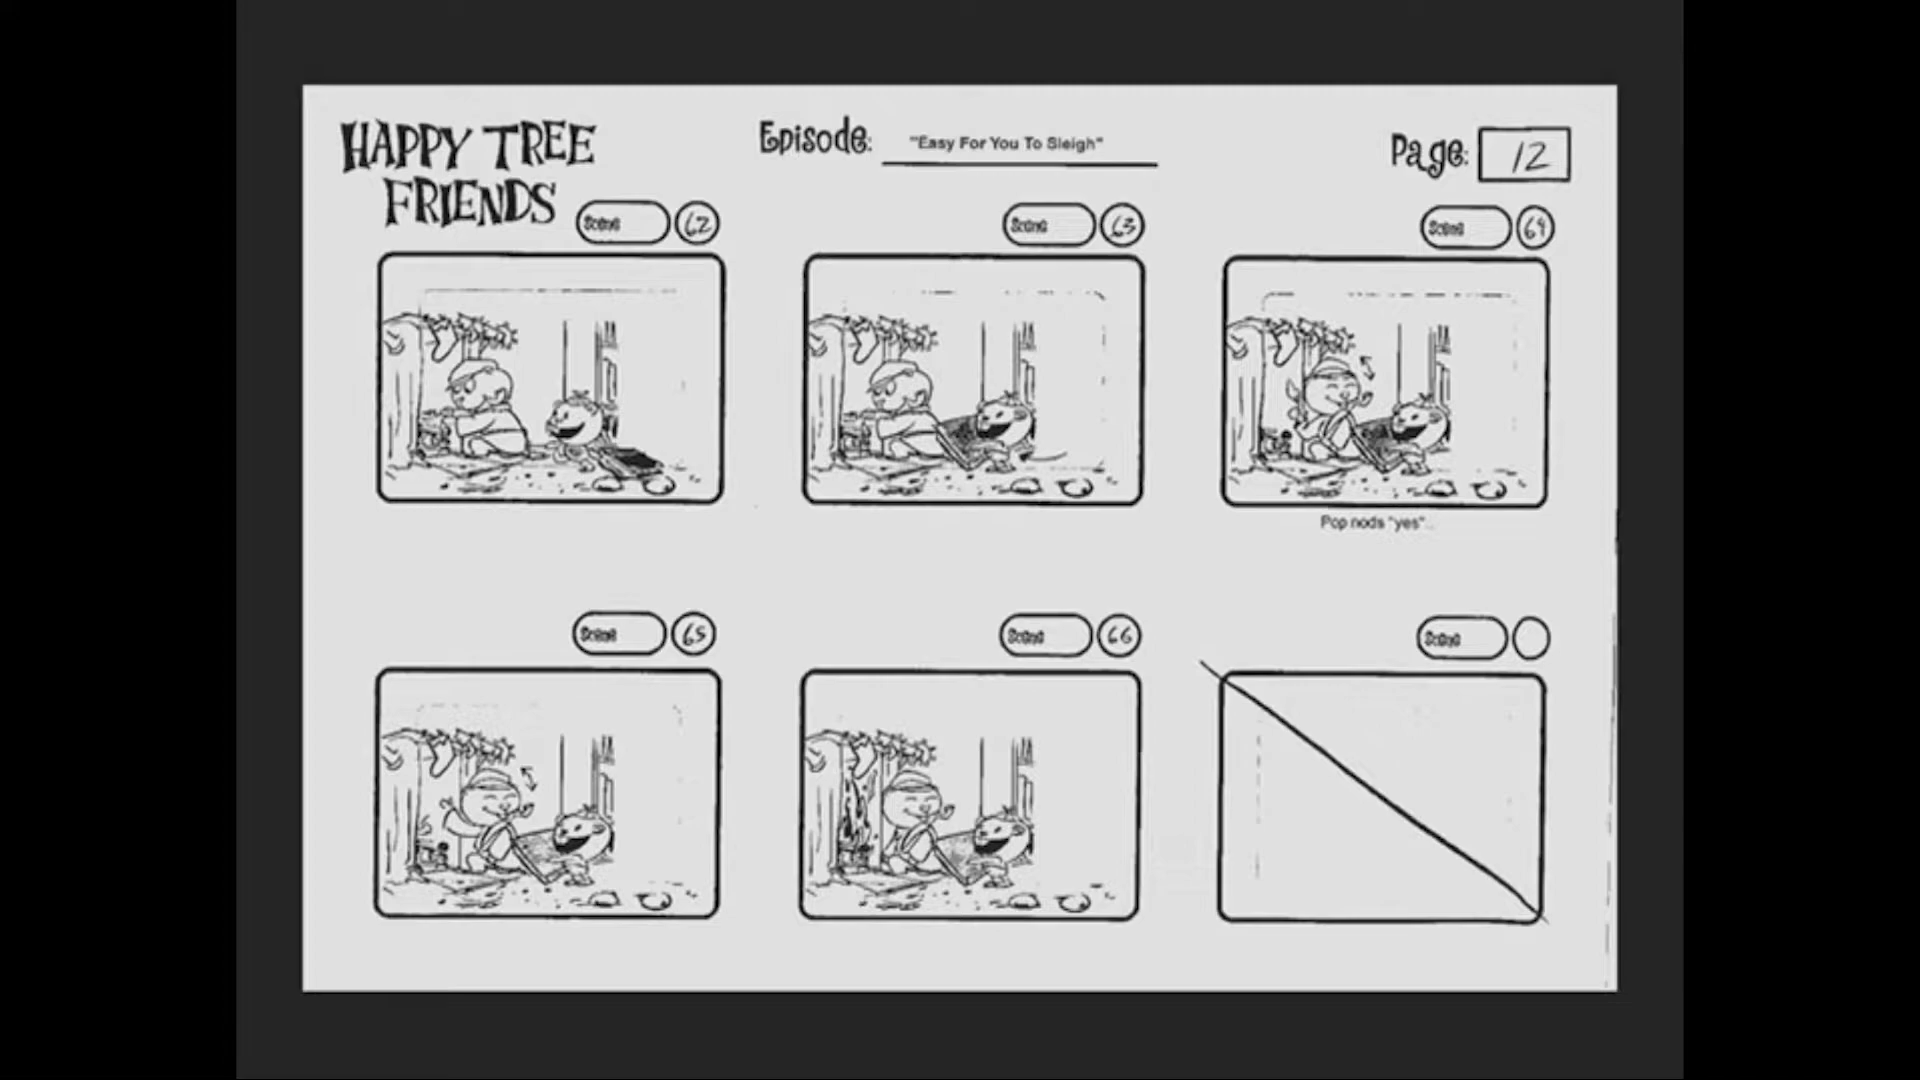 HAPPY TREE
FRIENDS
Episode: "Easy For You To Sleigh"
Page: 12
Scene 62
Scene 63
Scene 64
Pop nods "yes"..
Scene 65
Scene 66
Scene